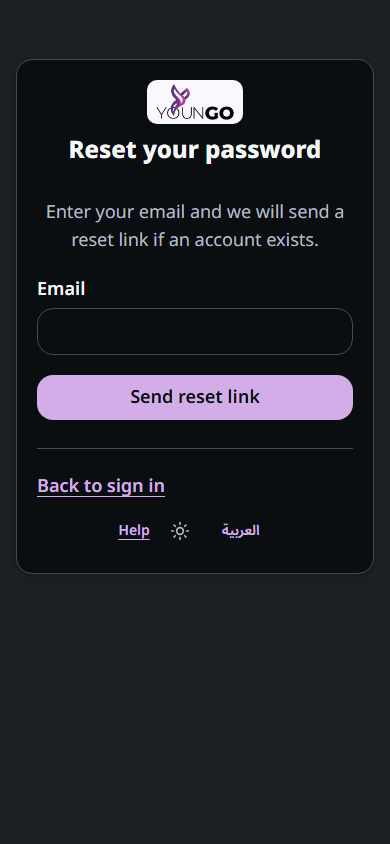 YOUNGO
Reset your password
Enter your email and we will send a
reset link if an account exists.
Email
Send reset link
Back to sign in
Help
العربية